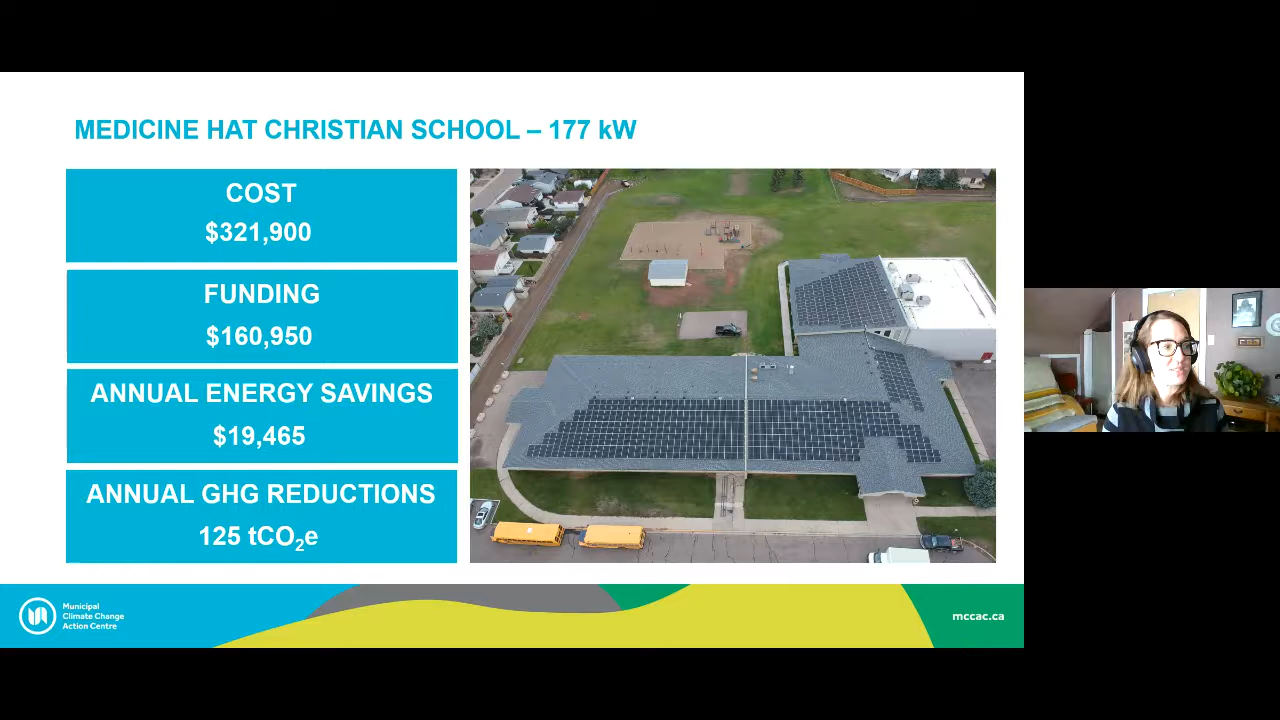 MEDICINE HAT CHRISTIAN SCHOOL – 177 kW
COST
$321,900
FUNDING
$160,950
ANNUAL ENERGY SAVINGS
$19,465
ANNUAL GHG REDUCTIONS
125 tCO₂e
Municipal
Climate Change
Action Centre
mccac.ca